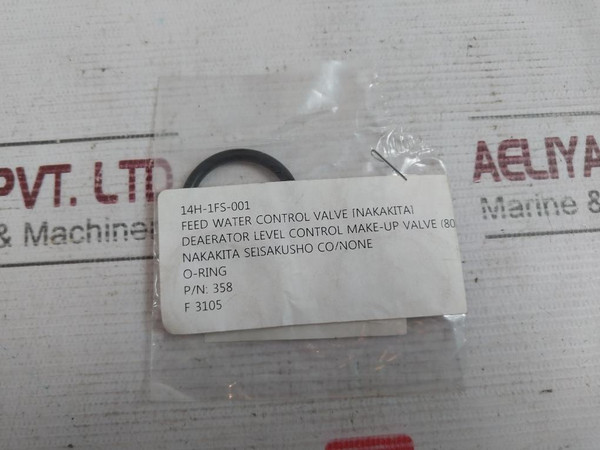 PVT. LTD
& Machine
AELIYA
Marine &
14H-1FS-001
FEED WATER CONTROL VALVE [NAKAKITA]
DEAERATOR LEVEL CONTROL MAKE-UP VALVE (80
NAKAKITA SEISAKUSHO CO/NONE
O-RING
P/N: 358
F 3105